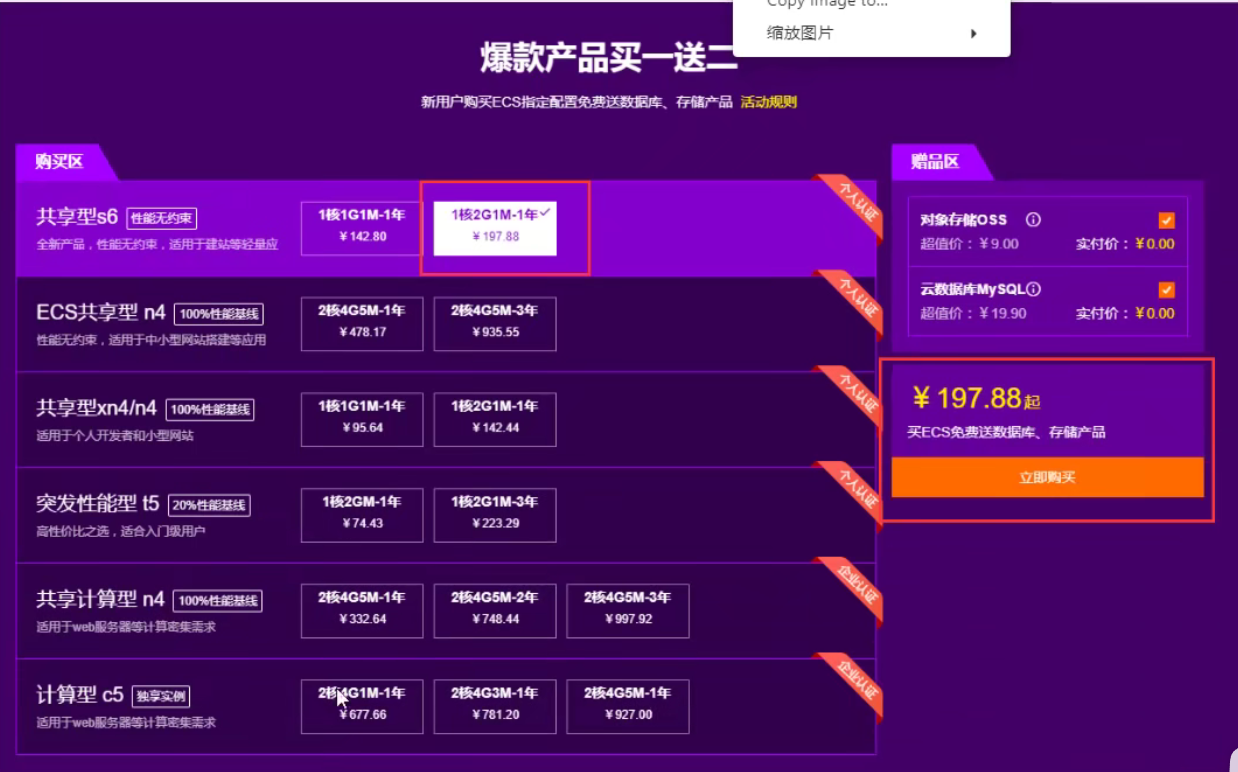 Copy image to...
缩放图片
爆款产品买一送二
新用户购买ECS指定配置免费送数据库、存储产品 活动规则
购买区
共享型s6 性能无约束
全新产品，性能无约束，适用于建站等轻量应
1核1G1M-1年
￥142.80
1核2G1M-1年
￥197.88
个人认证
ECS共享型 n4 100%性能基线
性能无约束，适用于中小型网站搭建等应用
2核4G5M-1年
￥478.17
2核4G5M-3年
￥935.55
个人认证
共享型xn4/n4 100%性能基线
适用于个人开发者和小型网站
1核1G1M-1年
￥95.64
1核2G1M-1年
￥142.44
个人认证
突发性能型 t5 20%性能基线
高性价比之选，适合入门级用户
1核2GM-1年
￥74.43
1核2G1M-3年
￥223.29
个人认证
共享计算型 n4 100%性能基线
适用于web服务器等计算密集需求
2核4G5M-1年
￥332.64
2核4G5M-2年
￥748.44
2核4G5M-3年
￥997.92
企业认证
计算型 c5 独享实例
适用于web服务器等计算密集需求
2核4G1M-1年
￥677.66
2核4G3M-1年
￥781.20
2核4G5M-1年
￥927.00
企业认证
赠品区
对象存储OSS
超值价：￥9.00 实付价：￥0.00
云数据库MySQL
超值价：￥19.90 实付价：￥0.00
￥197.88起
买ECS免费送数据库、存储产品
立即购买